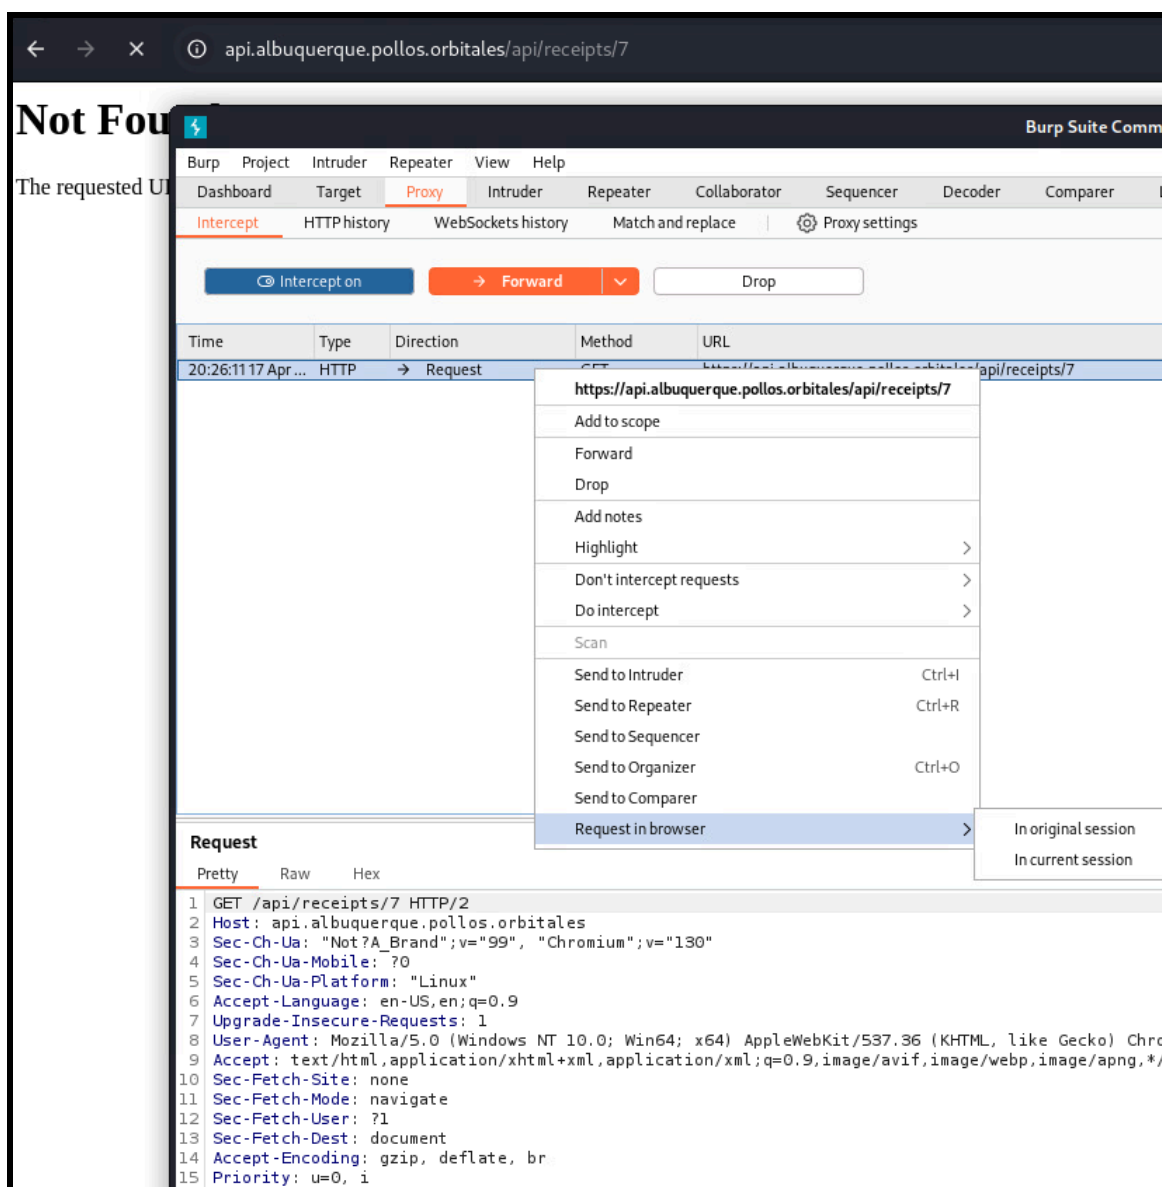 api.albuquerque.pollos.orbitales/api/receipts/7
Not Fou
The requested
Burp Suite Comm
Burp Project Intruder Repeater View Help
Dashboard Target Proxy Intruder Repeater Collaborator Sequencer Decoder Comparer
Intercept HTTP history WebSockets history Match and replace Proxy settings
Intercept on Forward Drop
Time Type Direction Method URL
20:26:11 17 Apr... HTTP → Request GET https://api.albuquerque.pollos.orbitales/api/receipts/7
https://api.albuquerque.pollos.orbitales/api/receipts/7
Add to scope
Forward
Drop
Add notes
Highlight
Don't intercept requests
Do intercept
Scan
Send to Intruder Ctrl+I
Send to Repeater Ctrl+R
Send to Sequencer
Send to Organizer Ctrl+O
Send to Comparer
Request in browser
In original session
In current session
Request
Pretty Raw Hex
1 GET /api/receipts/7 HTTP/2
2 Host: api.albuquerque.pollos.orbitales
3 Sec-Ch-Ua: "Not?A_Brand";v="99", "Chromium";v="130"
4 Sec-Ch-Ua-Mobile: ?0
5 Sec-Ch-Ua-Platform: "Linux"
6 Accept-Language: en-US,en;q=0.9
7 Upgrade-Insecure-Requests: 1
8 User-Agent: Mozilla/5.0 (Windows NT 10.0; Win64; x64) AppleWebKit/537.36 (KHTML, like Gecko) Chro
9 Accept: text/html,application/xhtml+xml,application/xml;q=0.9,image/avif,image/webp,image/apng,*/
10 Sec-Fetch-Site: none
11 Sec-Fetch-Mode: navigate
12 Sec-Fetch-User: ?1
13 Sec-Fetch-Dest: document
14 Accept-Encoding: gzip, deflate, br
15 Priority: u=0, i